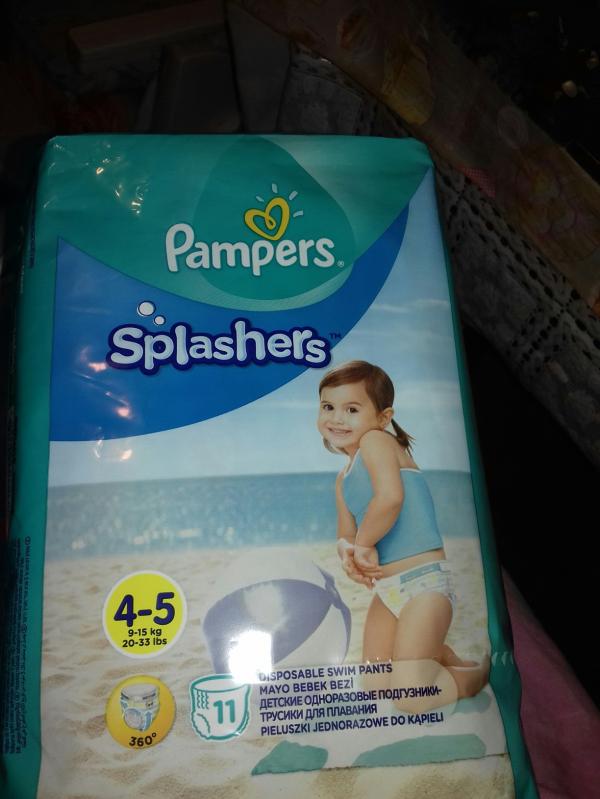 Pampers®
Splashers™
4-5
9-15 kg
20-33 lbs
360°
11
DISPOSABLE SWIM PANTS
MAYO BEBEK BEZİ
ДЕТСКИЕ ОДНОРАЗОВЫЕ ПОДГУЗНИКИ-
ТРУСИКИ ДЛЯ ПЛАВАНИЯ
PIELUSZKI JEDNORAZOWE DO KĄPIELI